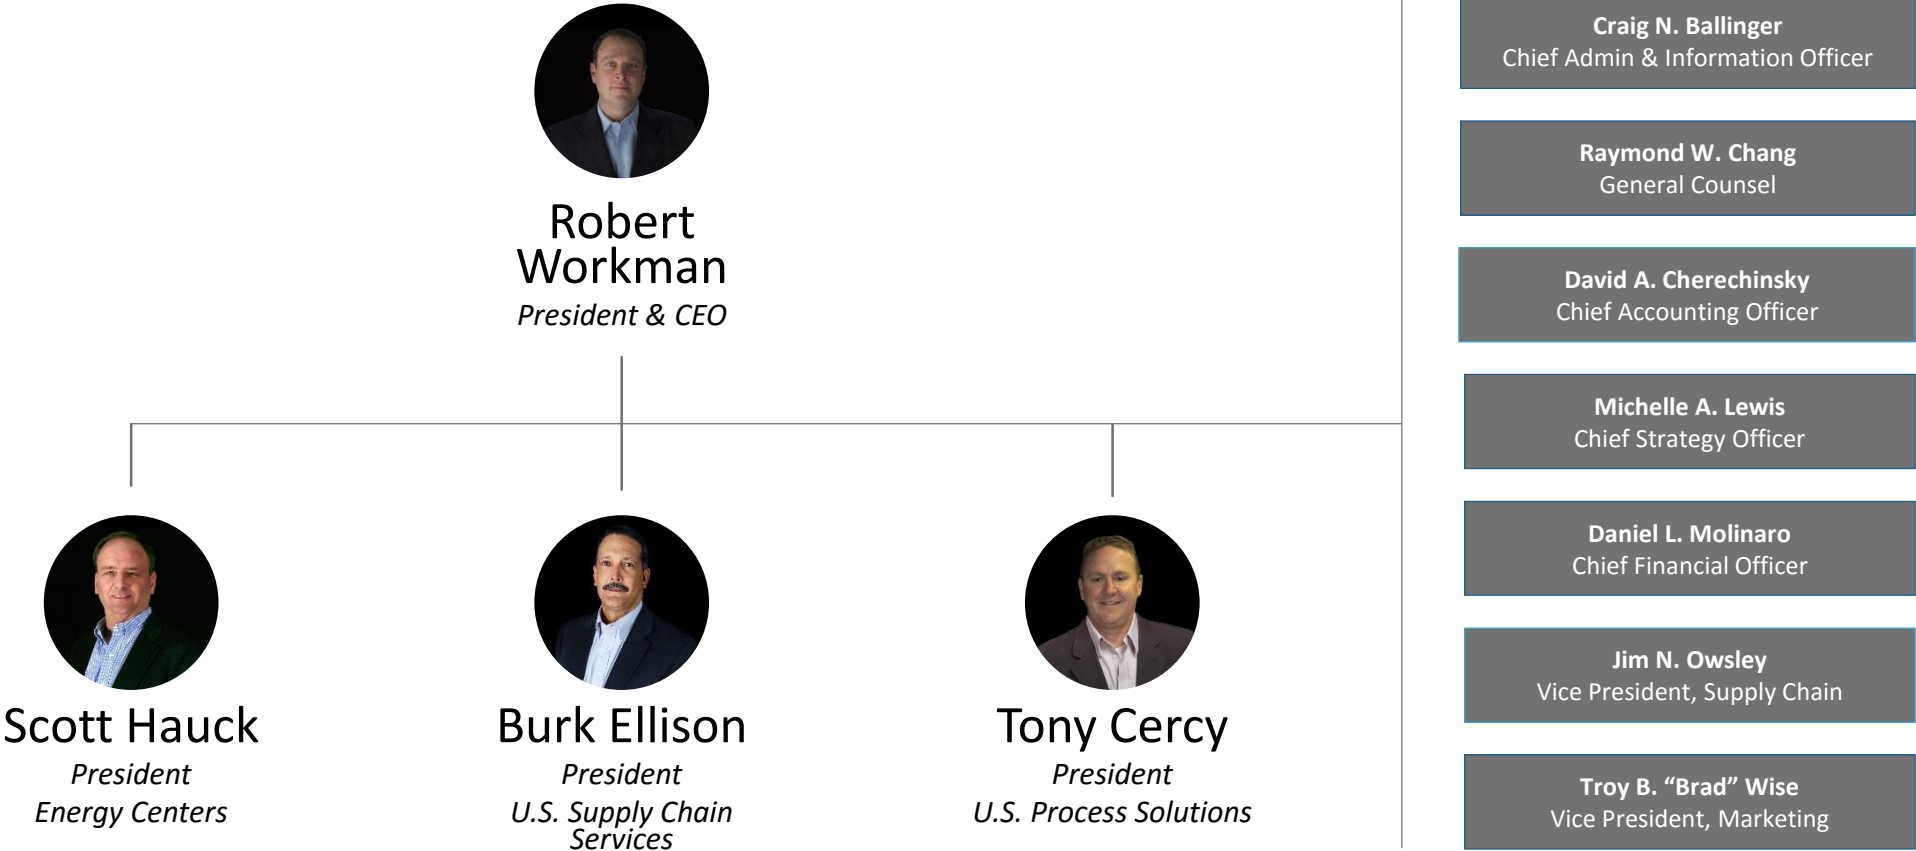 Robert
Workman
President & CEO
Scott Hauck
President
Energy Centers
Burk Ellison
President
U.S. Supply Chain
Services
Tony Cercy
President
U.S. Process Solutions
Craig N. Ballinger
Chief Admin & Information Officer
Raymond W. Chang
General Counsel
David A. Cherechinsky
Chief Accounting Officer
Michelle A. Lewis
Chief Strategy Officer
Daniel L. Molinaro
Chief Financial Officer
Jim N. Owsley
Vice President, Supply Chain
Troy B. “Brad” Wise
Vice President, Marketing